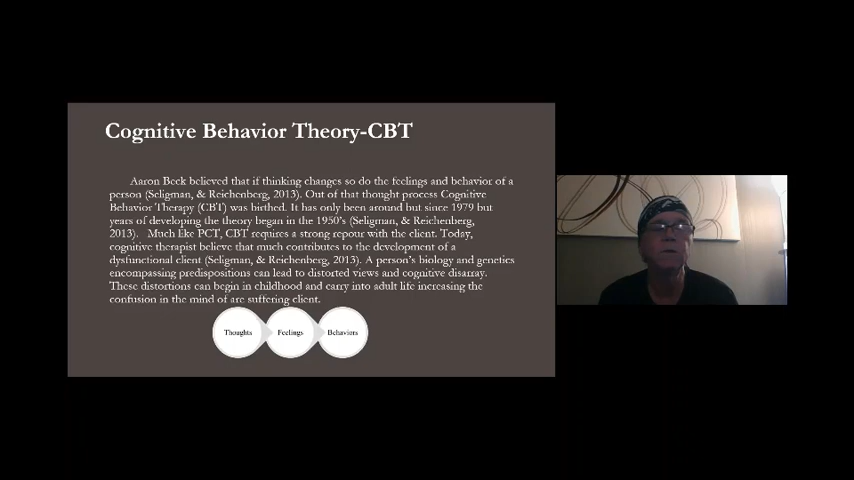 Cognitive Behavior Theory-CBT
Aaron Beck believed that if thinking changes so do the feelings and behavior of a
person (Seligman, & Reichenberg, 2013). Out of that thought process Cognitive
Behavior Therapy (CBT) was birthed. It has only been around but since 1979 but
years of developing the theory began in the 1950's (Seligman, & Reichenberg,
2013). Much like PCT, CBT requires a strong repour with the client. Today,
cognitive therapist believe that much contributes to the development of a
dysfunctional client (Seligman, & Reichenberg, 2013). A person's biology and genetics
encompassing predispositions can lead to distorted views and cognitive disarray.
These distortions can begin in childhood and carry into adult life increasing the
confusion in the mind of are suffering client.
Thoughts Feelings Behaviors